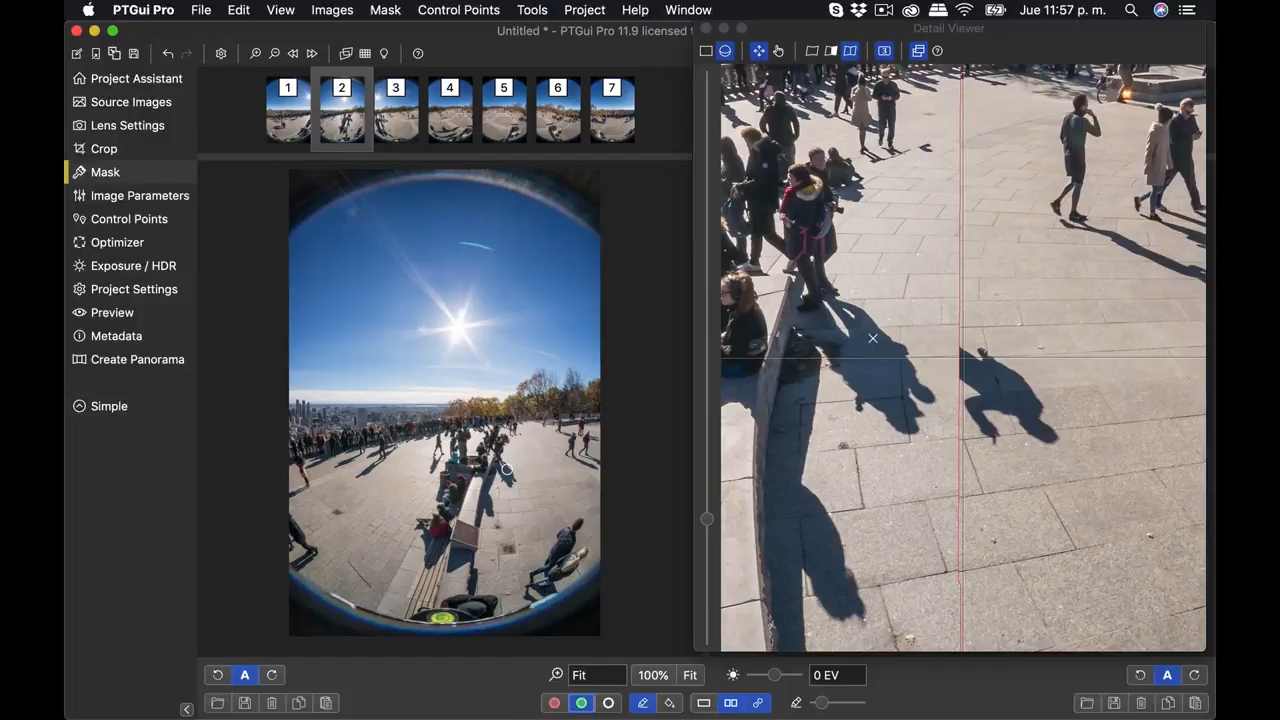 PTGui Pro File Edit View Images Mask Control Points Tools Project Help Window Jue 11:57 p. m.
Untitled * - PTGui Pro 11.9 licensed
Detail Viewer
Project Assistant
Source Images
Lens Settings
Crop
Mask
Image Parameters
Control Points
Optimizer
Exposure / HDR
Project Settings
Preview
Metadata
Create Panorama
Simple
1 2 3 4 5 6 7
A Fit 100% Fit 0 EV A